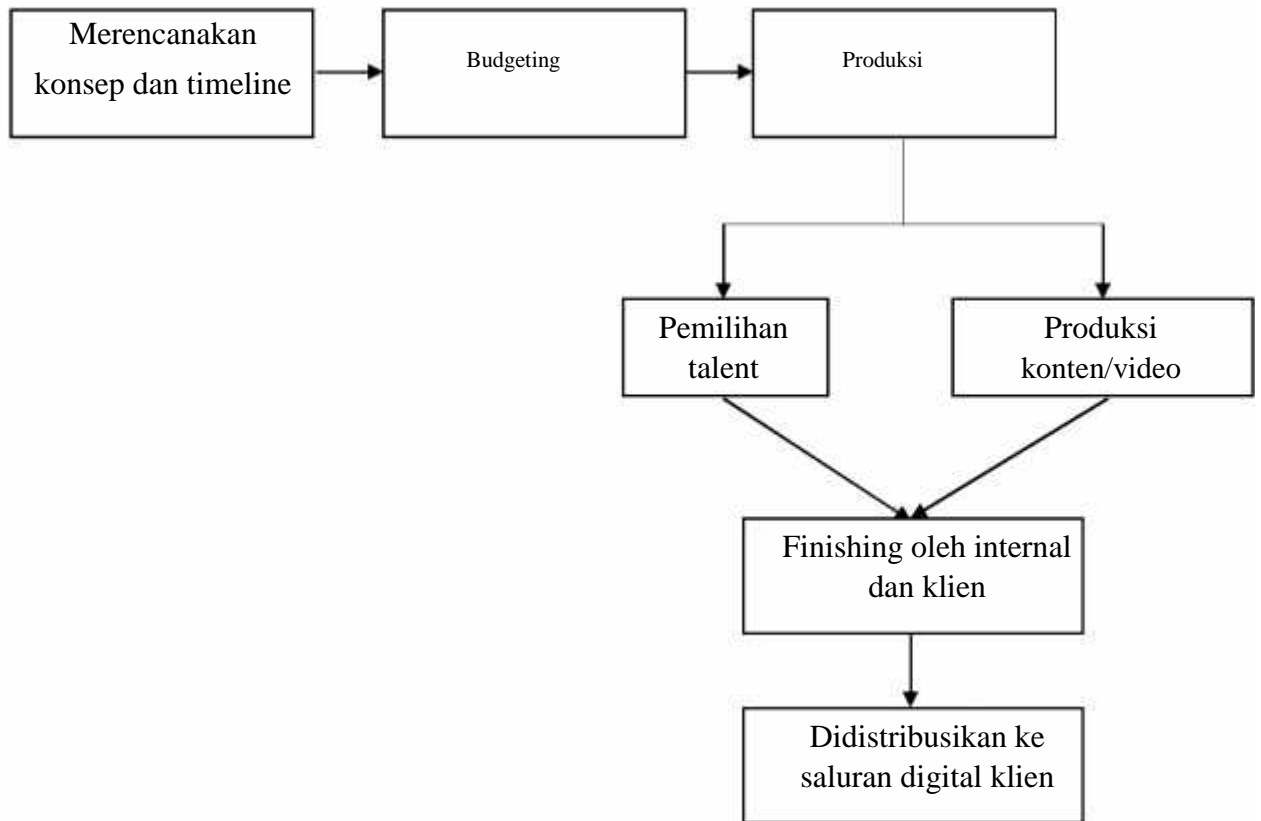 Merencanakan
konsep dan timeline
Budgeting
Produksi
Pemilihan
talent
Produksi
konten/video
Finishing oleh internal
dan klien
Didistribusikan ke
saluran digital klien